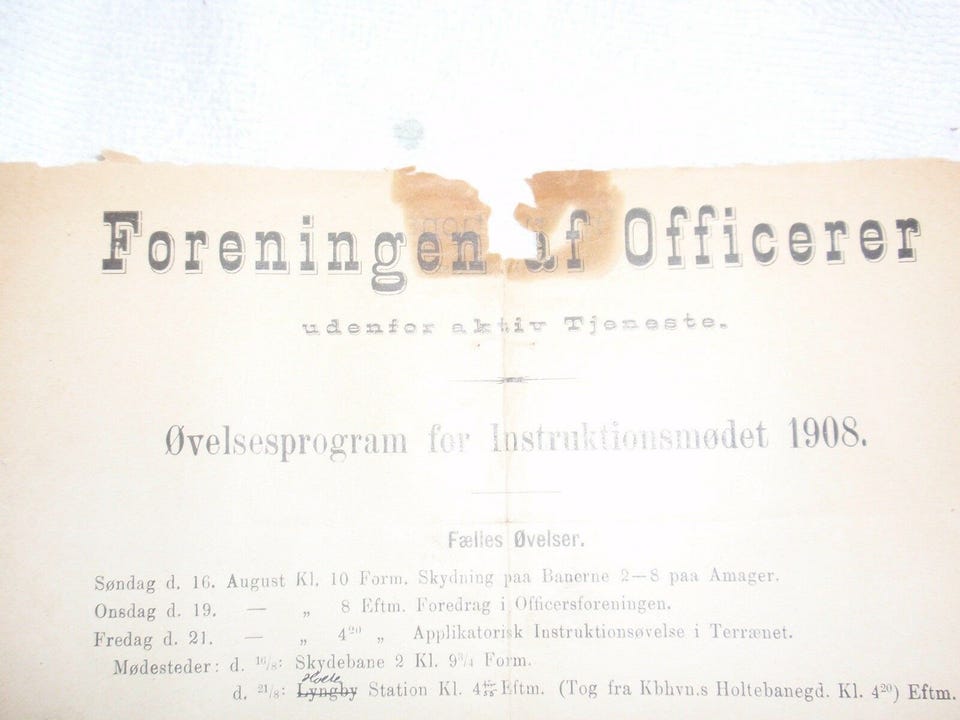 Foreningen af Officerer
udenfor aktiv Tjeneste.
Øvelsesprogram for Instruktionsmødet 1908.
Fælles Øvelser.
Søndag d. 16. August Kl. 10 Form. Skydning paa Banerne 2—8 paa Amager.
Onsdag d. 19. — „ 8 Eftm. Foredrag i Officersforeningen.
Fredag d. 21. — „ 4²⁰ „ Applikatorisk Instruktionsøvelse i Terrænet.
Mødesteder: d. 16/8: Skydebane 2 Kl. 9¾ Form.
Holte
d. 21/8: Lyngby Station Kl. 4 Eftm. (Tog fra Kbhvn.s Holtebanegd. Kl. 4²⁰) Eftm.